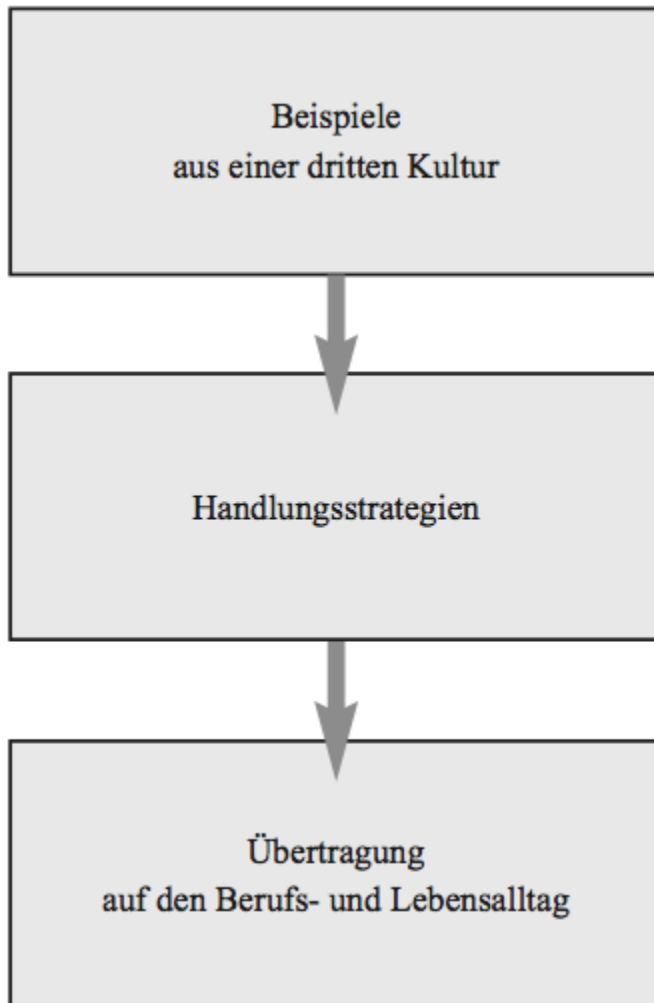 Beispiele
aus einer dritten Kultur
Handlungsstrategien
Übertragung
auf den Berufs- und Lebensalltag